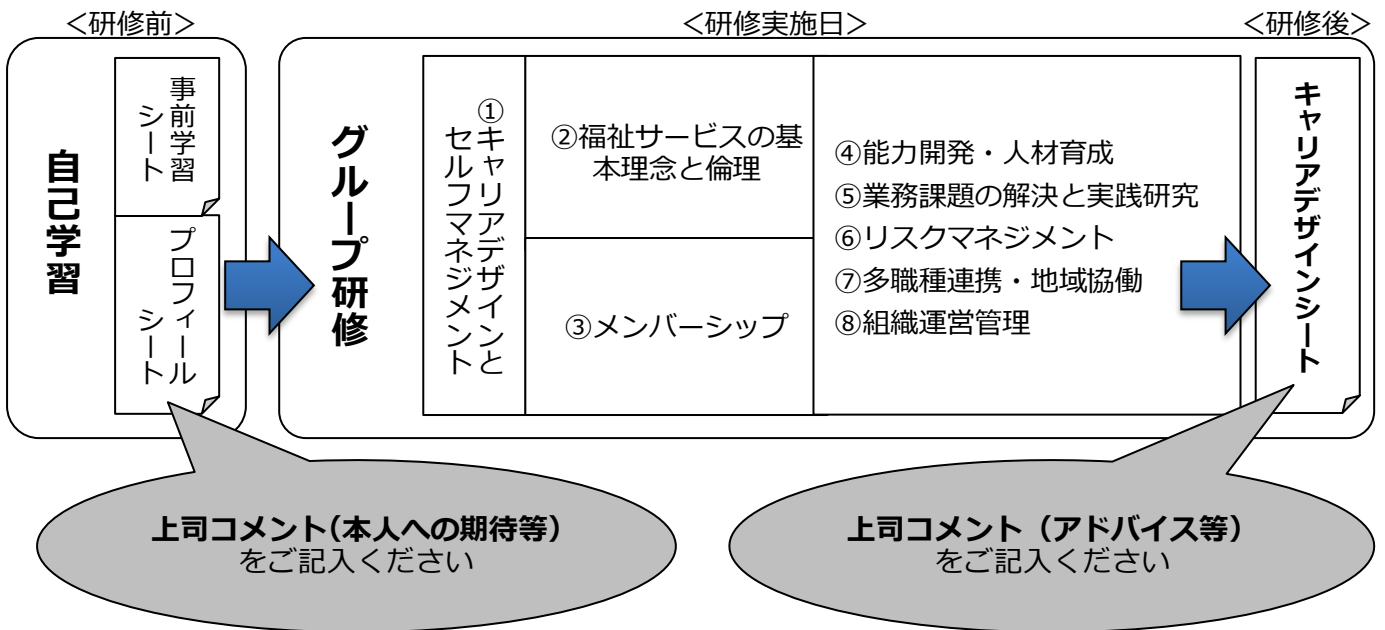 ＜研修前＞
＜研修実施日＞
＜研修後＞
自己学習
事前学習
シート
プロフィール
シート
グループ研修
①
キャリアデザインと
セルフマネジメント
②福祉サービスの基
本理念と倫理
③メンバーシップ
④能力開発・人材育成
⑤業務課題の解決と実践研究
⑥リスクマネジメント
⑦多職種連携・地域協働
⑧組織運営管理
キャリアデザインシート
上司コメント（本人への期待等）
をご記入ください
上司コメント（アドバイス等）
をご記入ください